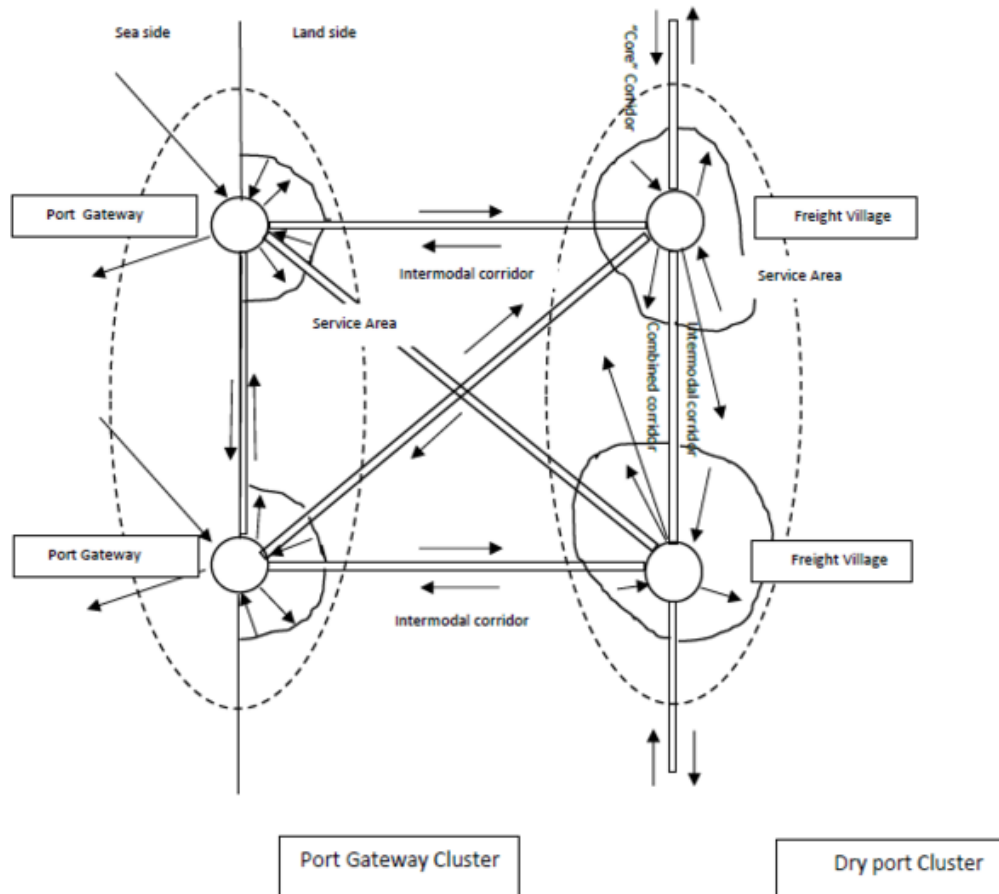 Sea side
Land side
"Core" Corridor
Port Gateway
Freight Village
Intermodal corridor
Service Area
Service Area
Combined corridor
Intermodal corridor
Port Gateway
Freight Village
Intermodal corridor
Port Gateway Cluster
Dry port Cluster